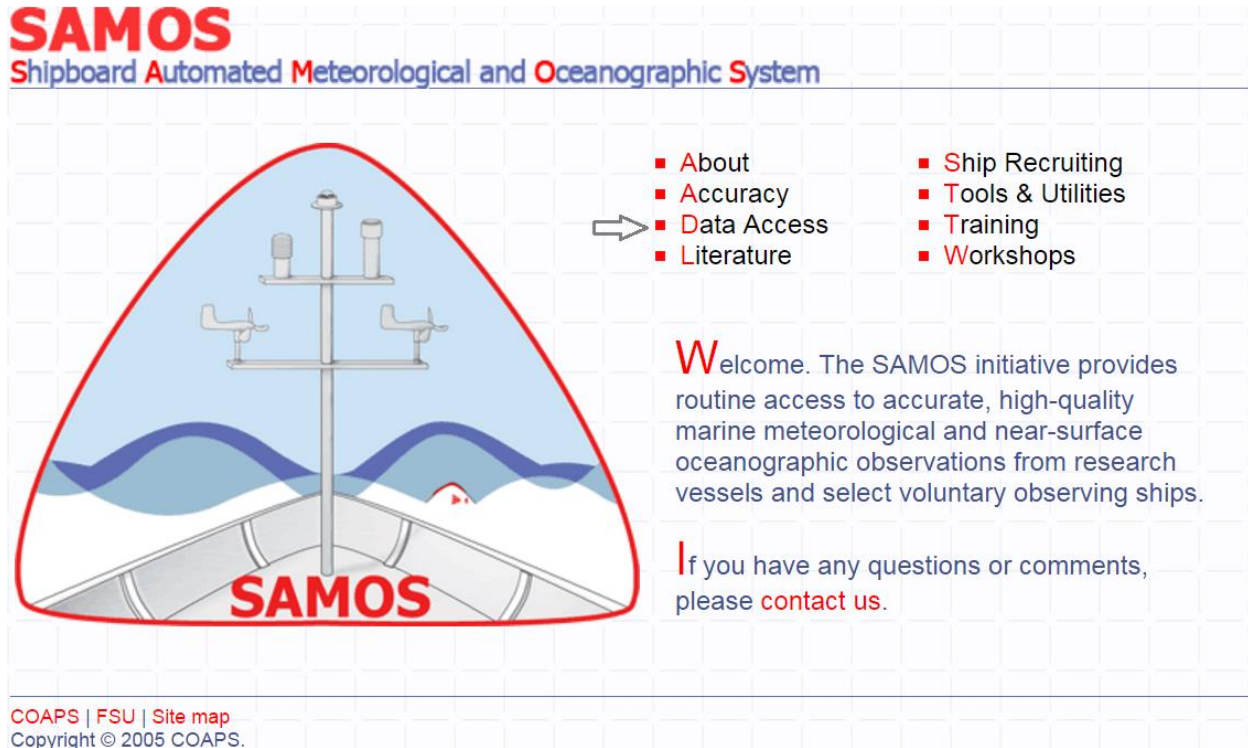 SAMOS
Shipboard Automated Meteorological and Oceanographic System
About
Accuracy
Data Access
Literature
Ship Recruiting
Tools & Utilities
Training
Workshops
Welcome. The SAMOS initiative provides
routine access to accurate, high-quality
marine meteorological and near-surface
oceanographic observations from research
vessels and select voluntary observing ships.
If you have any questions or comments,
please contact us.
SAMOS
COAPS | FSU | Site map
Copyright © 2005 COAPS.